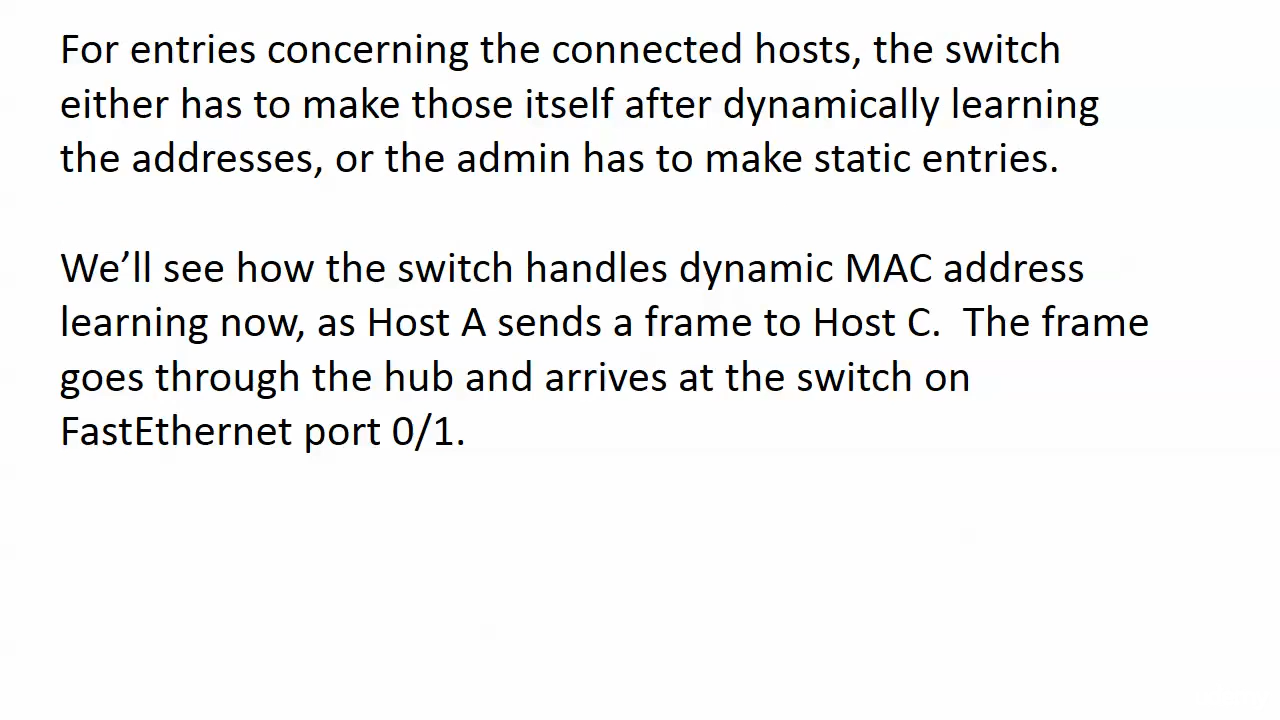 For entries concerning the connected hosts, the switch
either has to make those itself after dynamically learning
the addresses, or the admin has to make static entries.
We’ll see how the switch handles dynamic MAC address
learning now, as Host A sends a frame to Host C.  The frame
goes through the hub and arrives at the switch on
FastEthernet port 0/1.